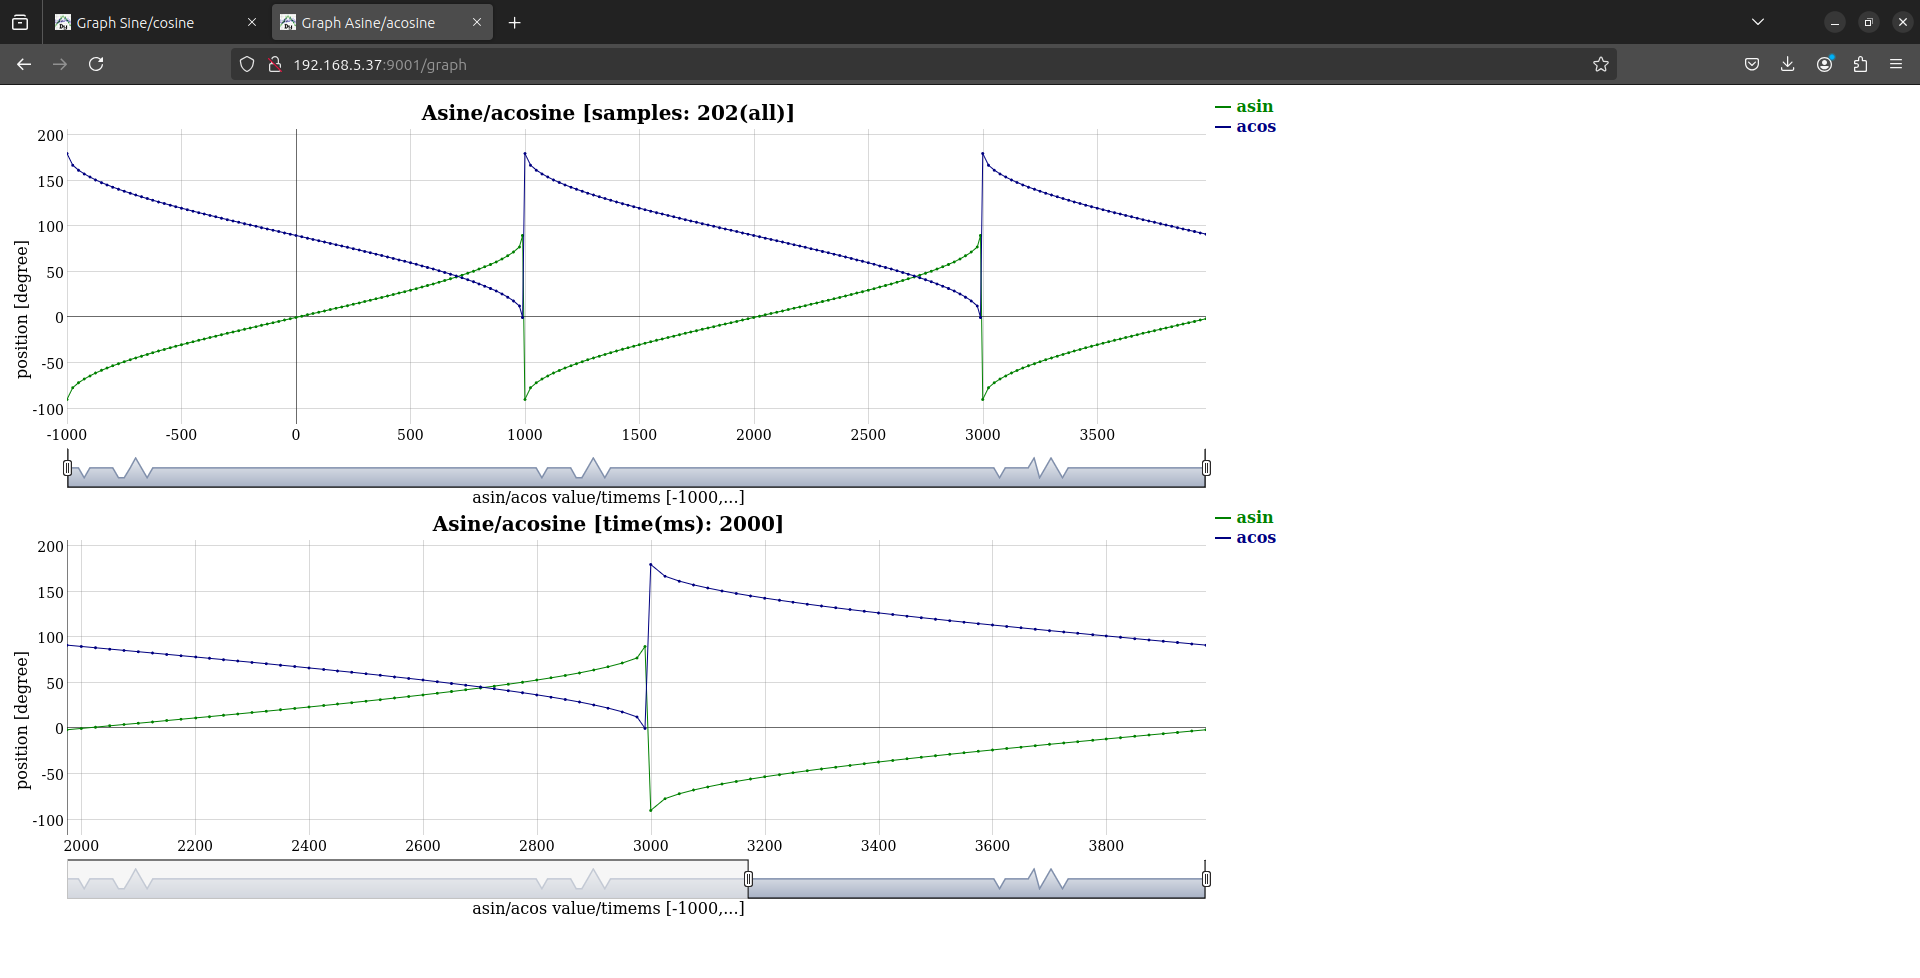 Graph Sine/cosine
Graph Asine/acosine
192.168.5.37:9001/graph
Asine/acosine [samples: 202(all)]
asin
acos
position [degree]
200
150
100
50
0
-50
-100
-1000 -500 0 500 1000 1500 2000 2500 3000 3500
asin/acos value/timems [-1000,...]
Asine/acosine [time(ms): 2000]
asin
acos
position [degree]
200
150
100
50
0
-50
-100
2000 2200 2400 2600 2800 3000 3200 3400 3600 3800
asin/acos value/timems [-1000,...]